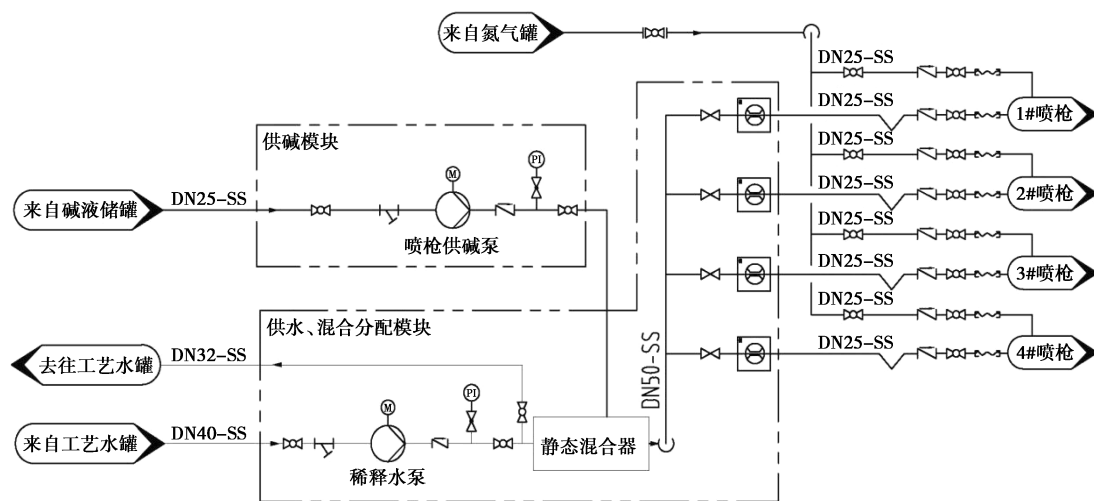 来自氮气罐
DN25-SS
DN25-SS
1#喷枪
DN25-SS
DN25-SS
2#喷枪
DN25-SS
DN25-SS
3#喷枪
DN25-SS
DN25-SS
4#喷枪
供碱模块
M
PI
来自碱液储罐
DN25-SS
喷枪供碱泵
供水、混合分配模块
去往工艺水罐
DN32-SS
DN50-SS
M
PI
来自工艺水罐
DN40-SS
稀释水泵
静态混合器